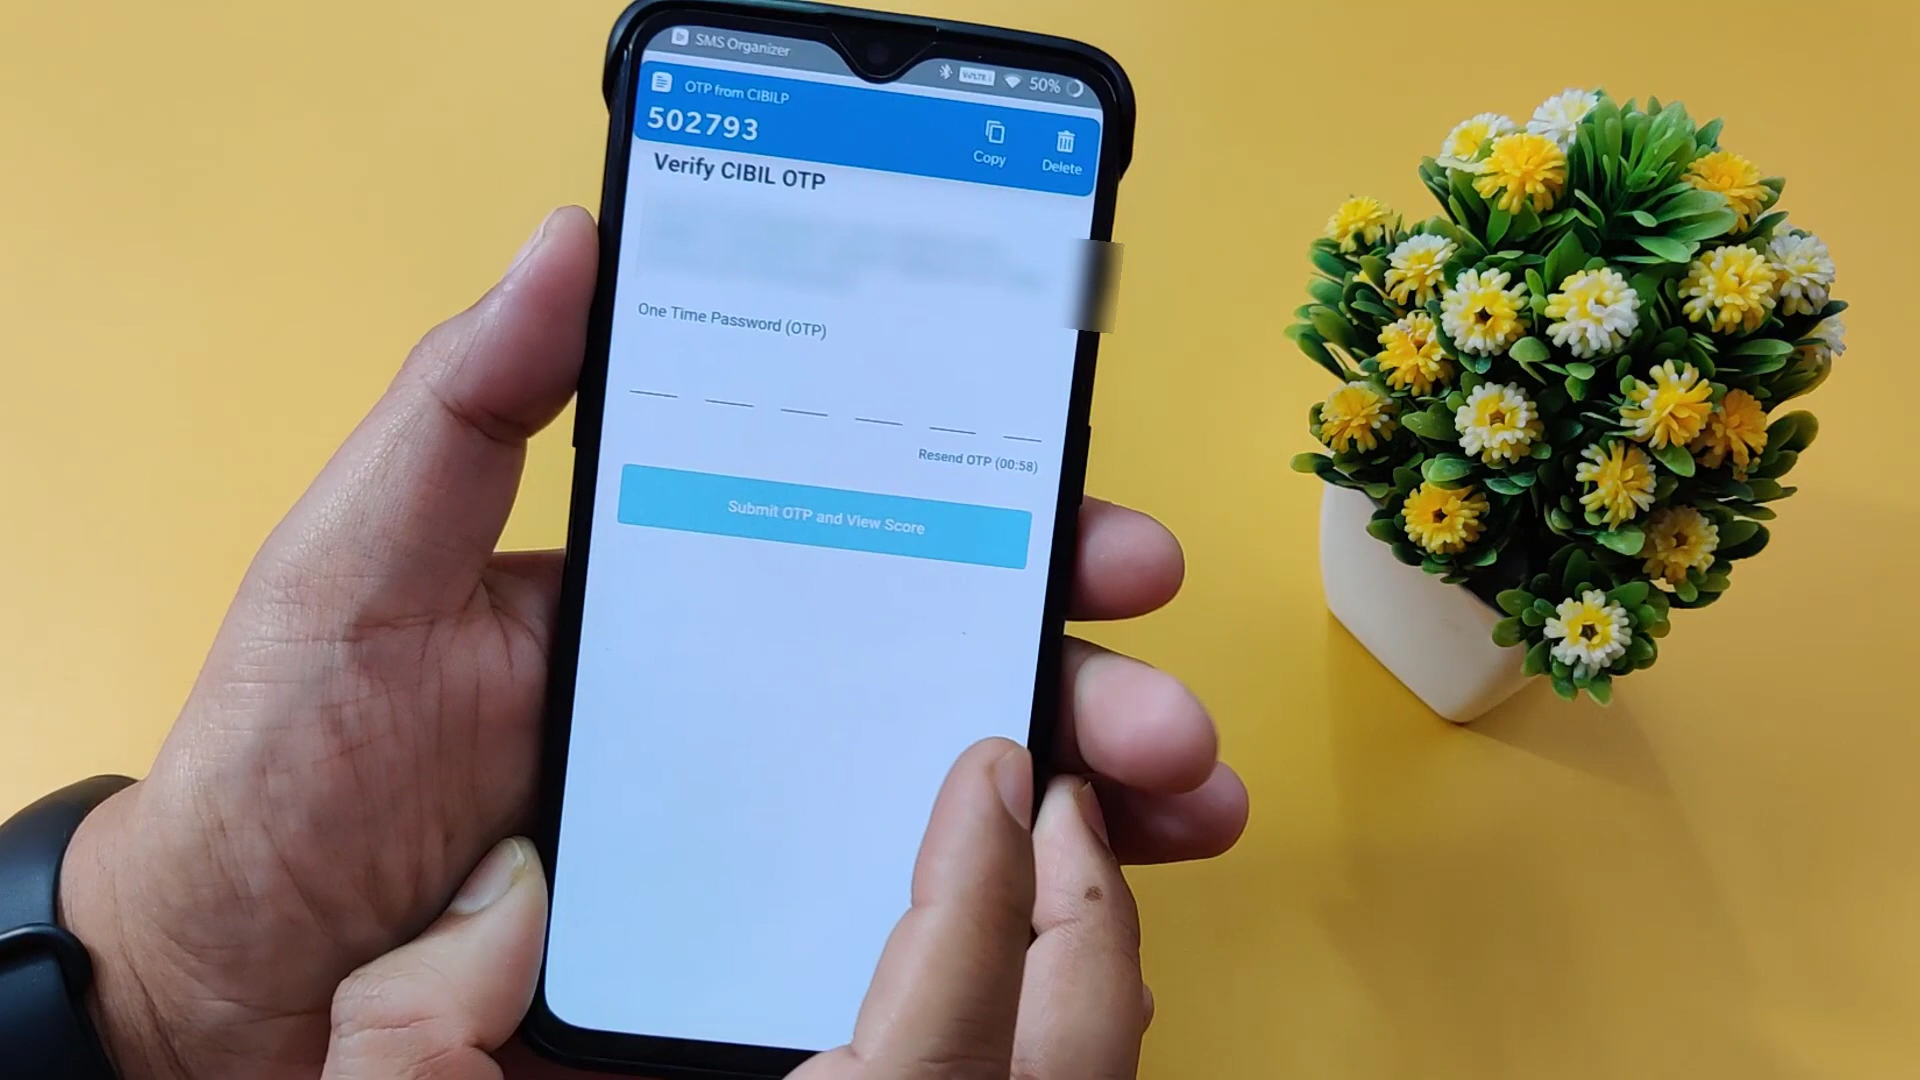 SMS Organizer
50%
OTP from CIBILP
502793
Copy
Delete
Verify CIBIL OTP
One Time Password (OTP)
Resend OTP (00:58)
Submit OTP and View Score